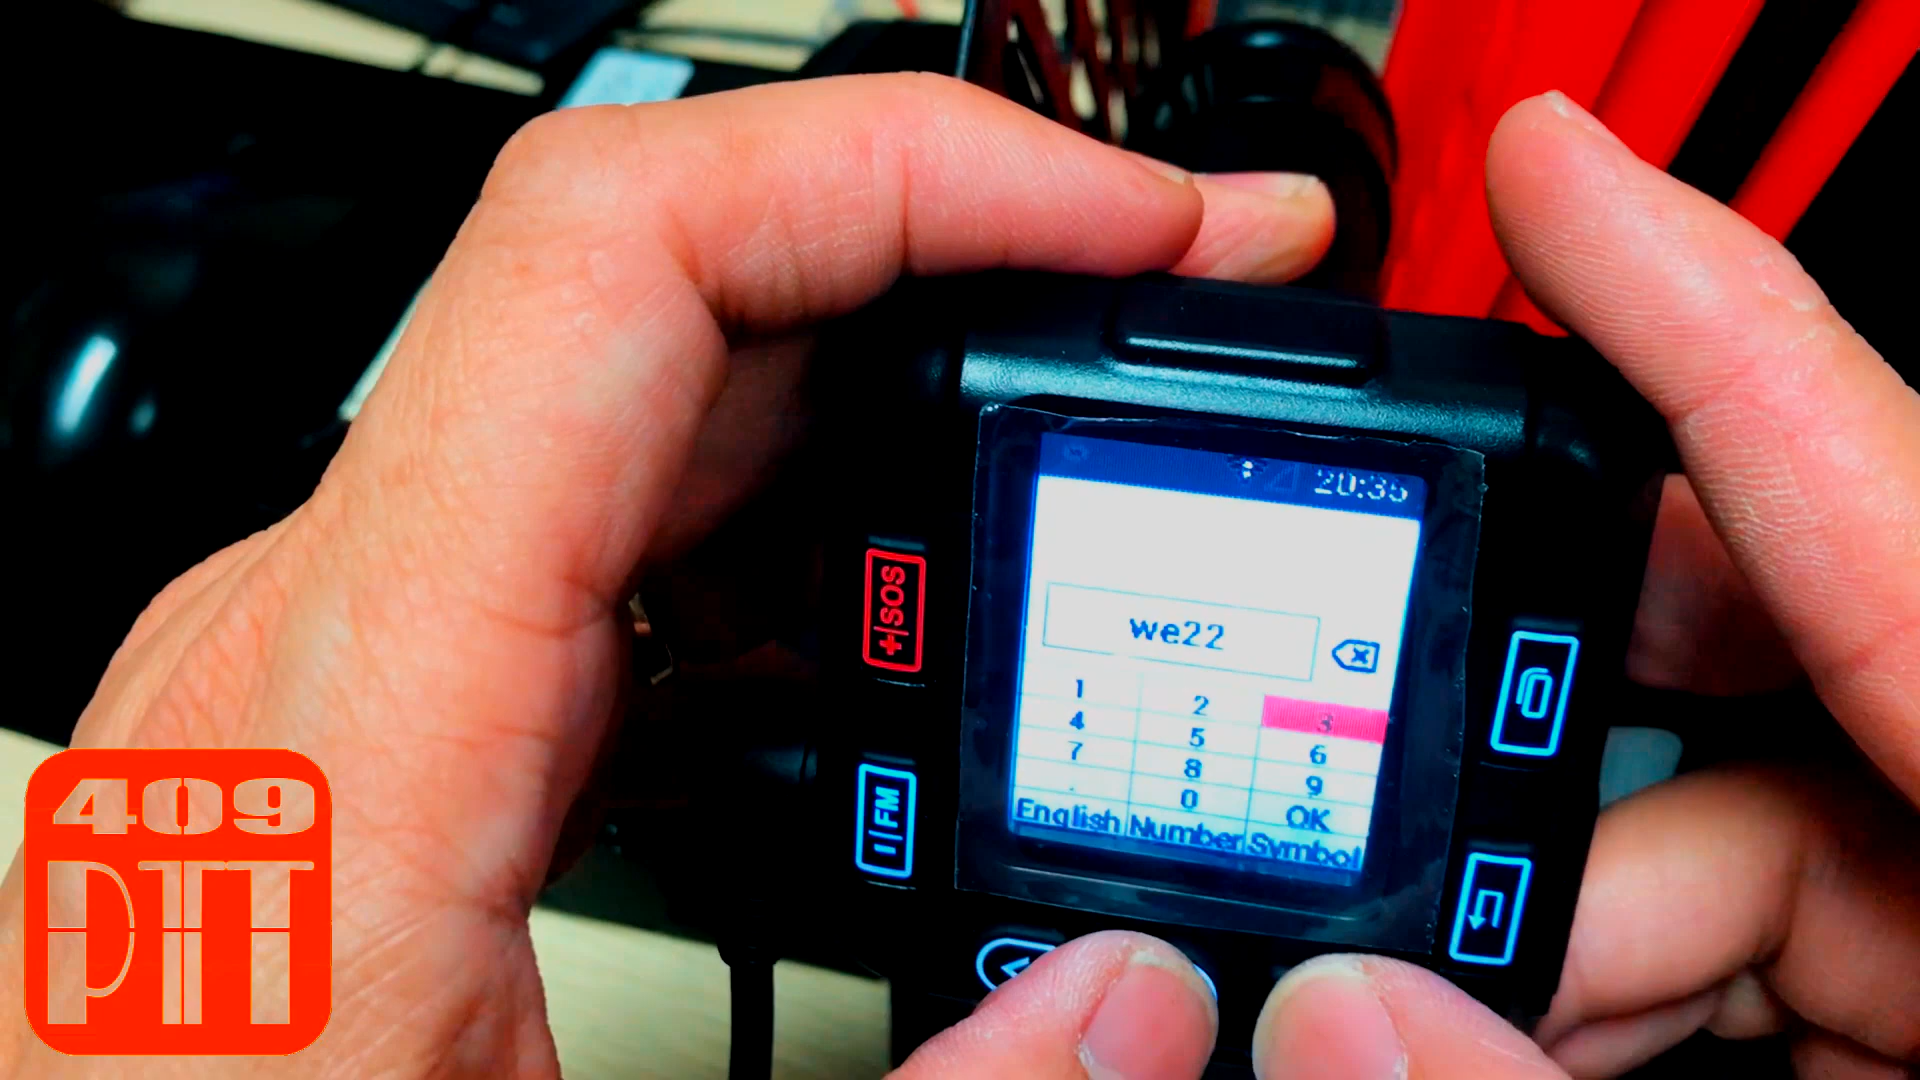 20:35
we22
1 2 3
4 5 6
7 8 9
. 0 OK
English Number Symbol
+|SOS
-|FM
409
PTT